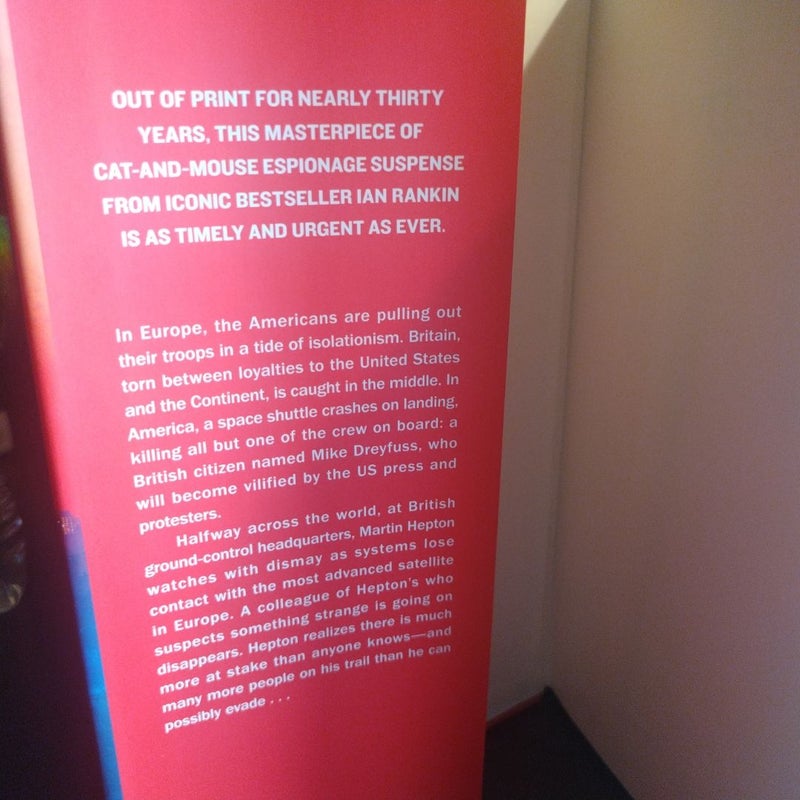 OUT OF PRINT FOR NEARLY THIRTY
YEARS, THIS MASTERPIECE OF
CAT-AND-MOUSE ESPIONAGE SUSPENSE
FROM ICONIC BESTSELLER IAN RANKIN
IS AS TIMELY AND URGENT AS EVER.
In Europe, the Americans are pulling out
their troops in a tide of isolationism. Britain,
torn between loyalties to the United States
and the Continent, is caught in the middle. In
America, a space shuttle crashes on landing,
killing all but one of the crew on board: a
British citizen named Mike Dreyfuss, who
will become vilified by the US press and
protesters.
Halfway across the world, at British
ground-control headquarters, Martin Hepton
watches with dismay as systems lose
contact with the most advanced satellite
in Europe. A colleague of Hepton's who
suspects something strange is going on
disappears. Hepton realizes there is much
more at stake than anyone knows—and
many more people on his trail than he can
possibly evade . . .